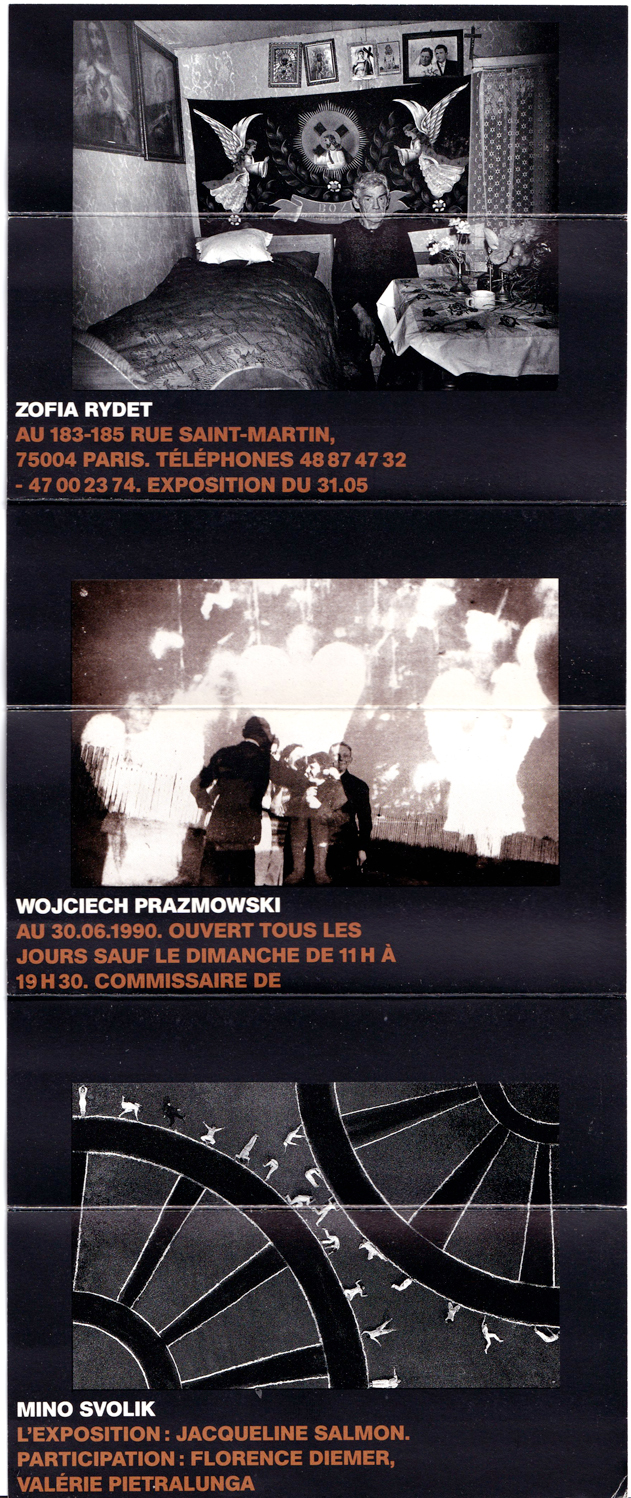 ZOFIA RYDET
AU 183-185 RUE SAINT-MARTIN,
75004 PARIS. TÉLÉPHONES 48 87 47 32
- 47 00 23 74. EXPOSITION DU 31.05
WOJCIECH PRAZMOWSKI
AU 30.06.1990. OUVERT TOUS LES
JOURS SAUF LE DIMANCHE DE 11 H À
19 H 30. COMMISSAIRE DE
MINO SVOLIK
L'EXPOSITION : JACQUELINE SALMON.
PARTICIPATION : FLORENCE DIEMER,
VALÉRIE PIETRALUNGA